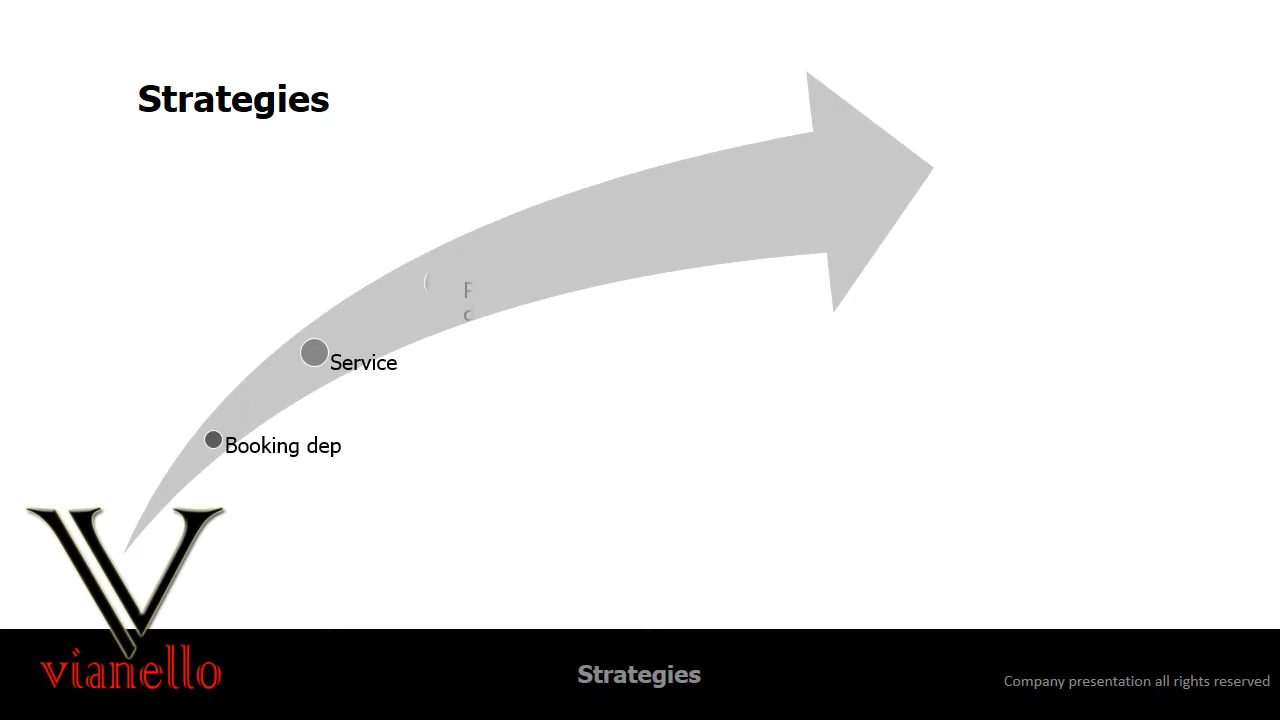 Strategies
Service
Booking dep
vianello
Strategies
Company presentation all rights reserved